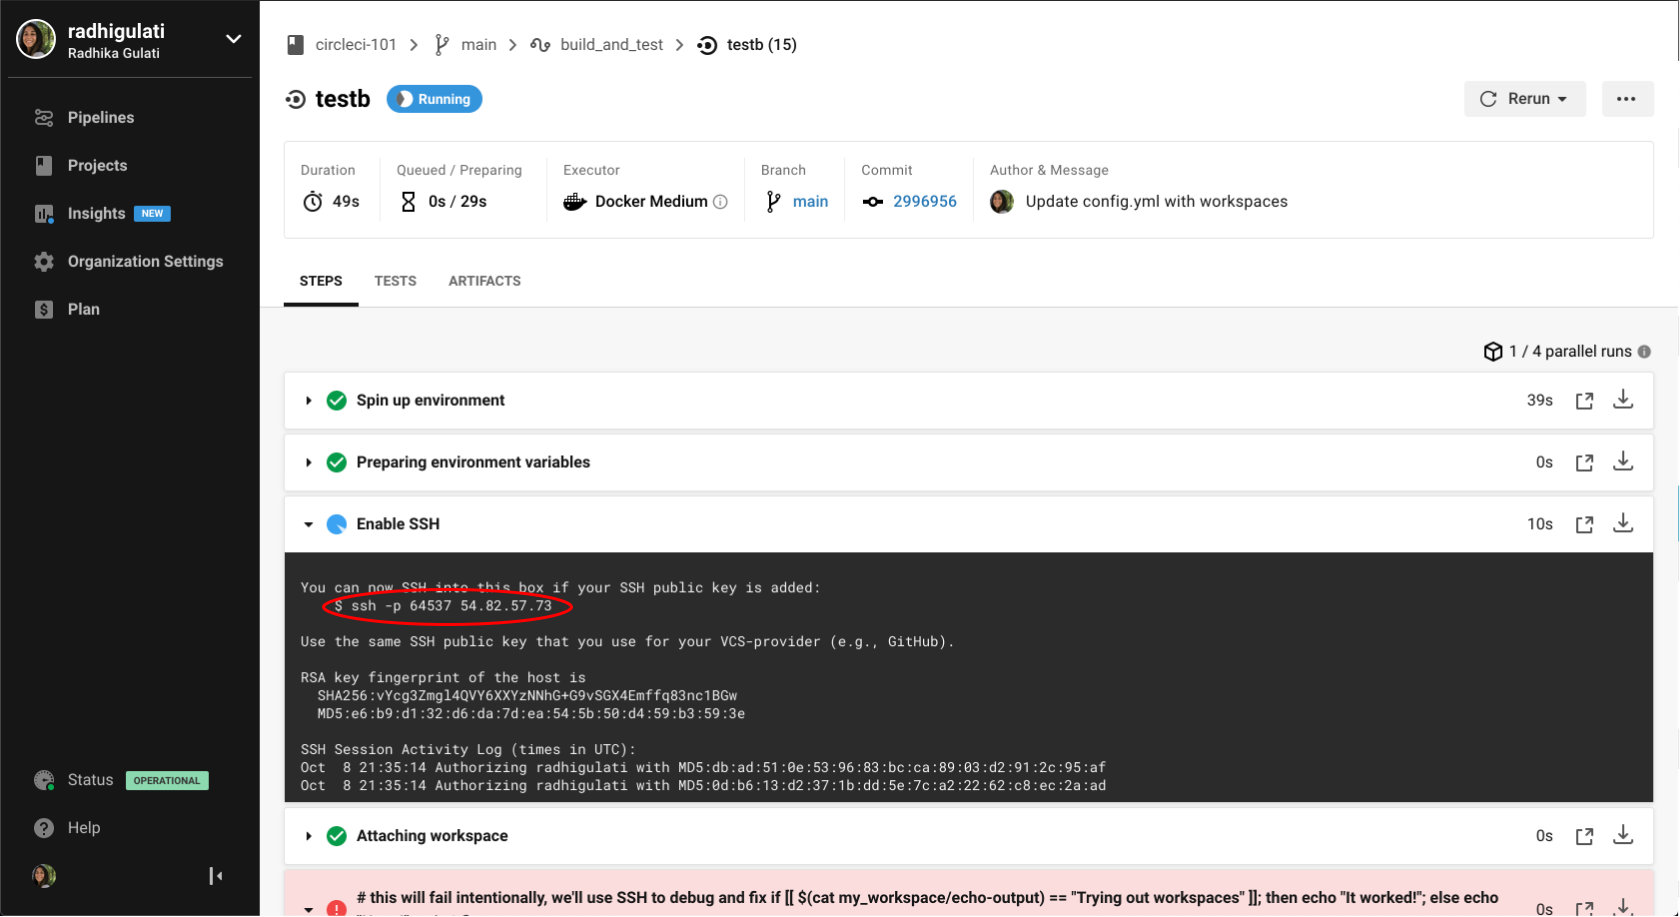 radhigulati
Radhika Gulati
Pipelines
Projects
Insights NEW
Organization Settings
Plan
Status OPERATIONAL
Help
circleci-101 > main > build_and_test > testb (15)
testb Running
Rerun
Duration
49s
Queued / Preparing
0s / 29s
Executor
Docker Medium
Branch
main
Commit
2996956
Author & Message
Update config.yml with workspaces
STEPS TESTS ARTIFACTS
1 / 4 parallel runs
Spin up environment 39s
Preparing environment variables 0s
Enable SSH 10s
You can now SSH into this box if your SSH public key is added:
$ ssh -p 64537 54.82.57.73
Use the same SSH public key that you use for your VCS-provider (e.g., GitHub).
RSA key fingerprint of the host is
SHA256:vYcg3Zmgl4QVY6XXYzNNhG+G9vSGX4Emffq83nc1BGw
MD5:e6:b9:d1:32:d6:da:7d:ea:54:5b:50:d4:59:b3:59:3e
SSH Session Activity Log (times in UTC):
Oct  8 21:35:14 Authorizing radhigulati with MD5:db:ad:51:0e:53:96:83:bc:ca:89:03:d2:91:2c:95:af
Oct  8 21:35:14 Authorizing radhigulati with MD5:0d:b6:13:d2:37:1b:dd:5e:7c:a2:22:62:c8:ec:2a:ad
Attaching workspace 0s
# this will fail intentionally, we'll use SSH to debug and fix if [[ $(cat my_workspace/echo-output) == "Trying out workspaces" ]]; then echo "It worked!"; else echo
0s